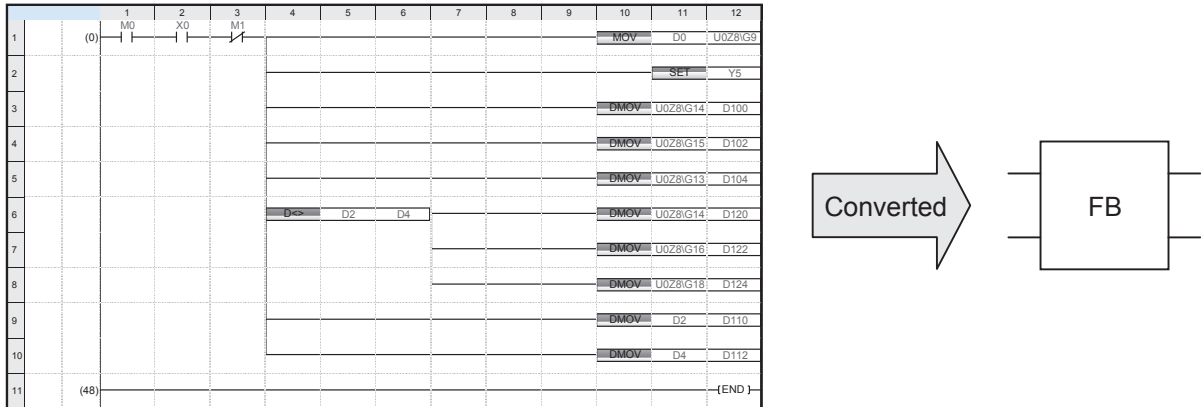 1 2 3 4 5 6 7 8 9 10 11 12
M0 X0 M1
1 (0) MOV D0 U0Z8\G9
2 SET Y5
3 DMOV U0Z8\G14 D100
4 DMOV U0Z8\G15 D102
5 DMOV U0Z8\G13 D104
6 D<> D2 D4 DMOV U0Z8\G14 D120
7 DMOV U0Z8\G16 D122
8 DMOV U0Z8\G18 D124
9 DMOV D2 D110
10 DMOV D4 D112
11 (48) END
Converted
FB